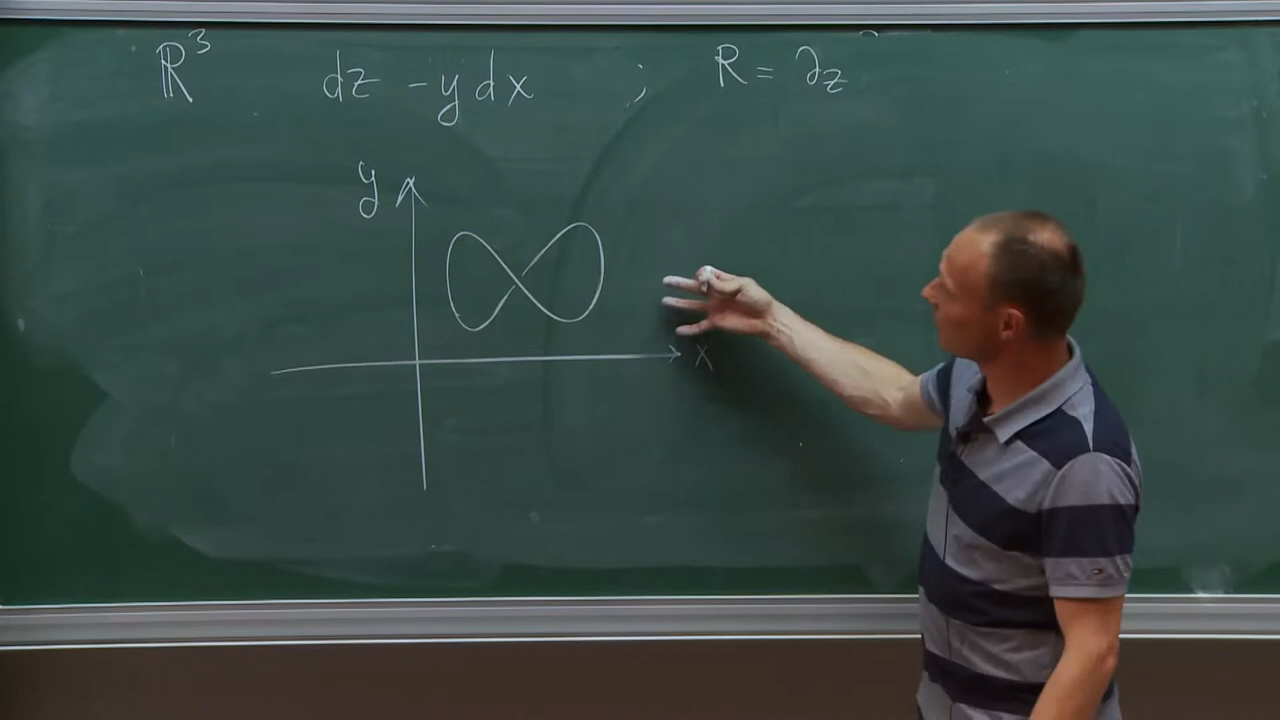 ℝ³ dz - y dx ; R = ∂z
y
x